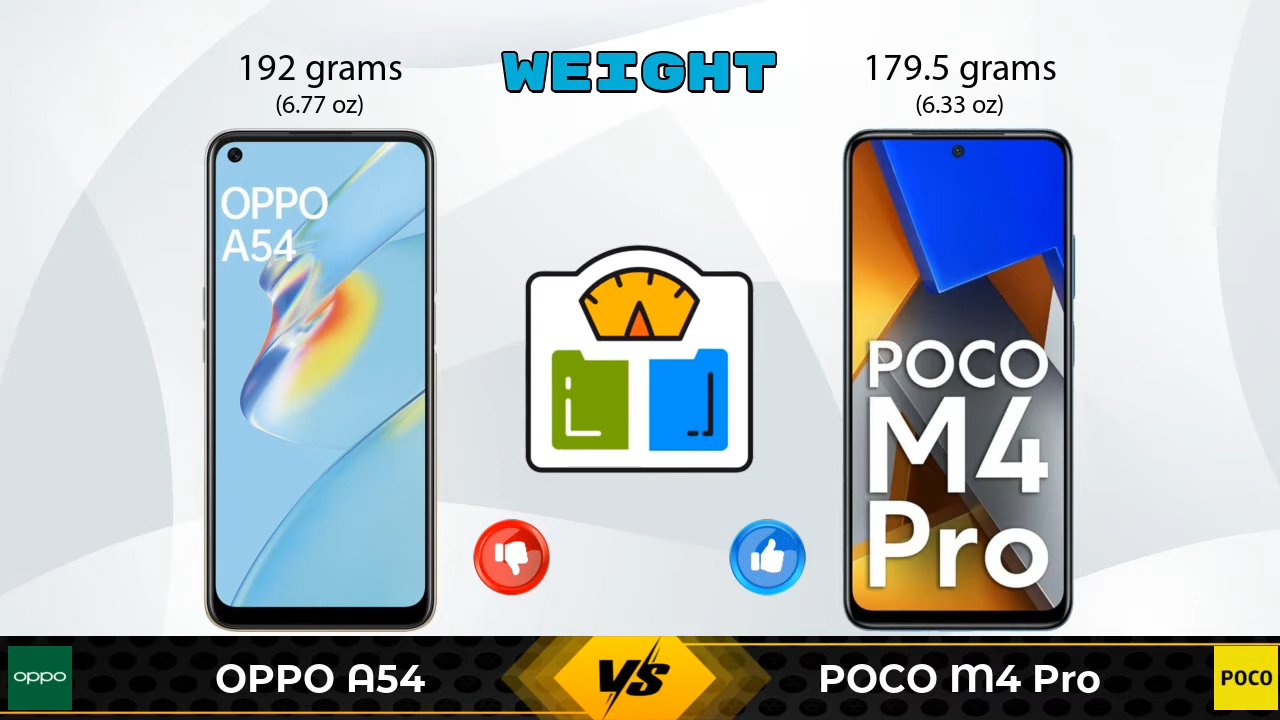 WEIGHT
192 grams
(6.77 oz)
179.5 grams
(6.33 oz)
OPPO
A54
POCO
M4
Pro
oppo
OPPO A54
VS
POCO M4 Pro
POCO